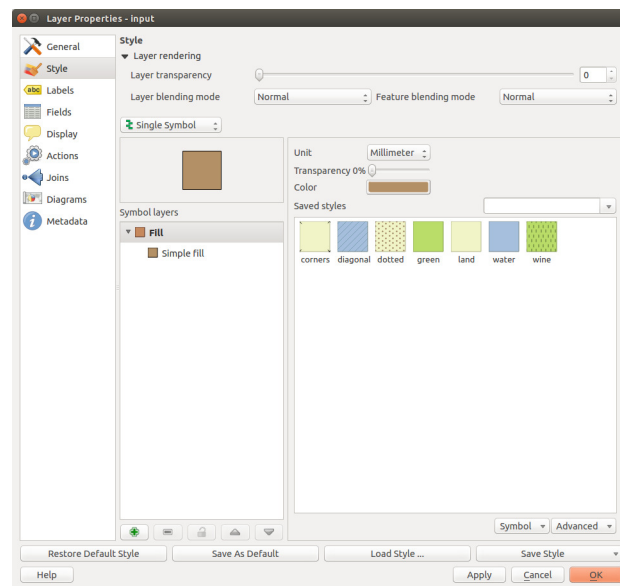 Layer Properties - input
General
Style
abc Labels
Fields
Display
Actions
Joins
Diagrams
Metadata
Style
Layer rendering
Layer transparency 0
Layer blending mode Normal Feature blending mode Normal
Single Symbol
Symbol layers
Fill
Simple fill
Unit Millimeter
Transparency 0%
Color
Saved styles
corners diagonal dotted green land water wine
Symbol Advanced
Restore Default Style Save As Default Load Style ... Save Style
Help Apply Cancel OK